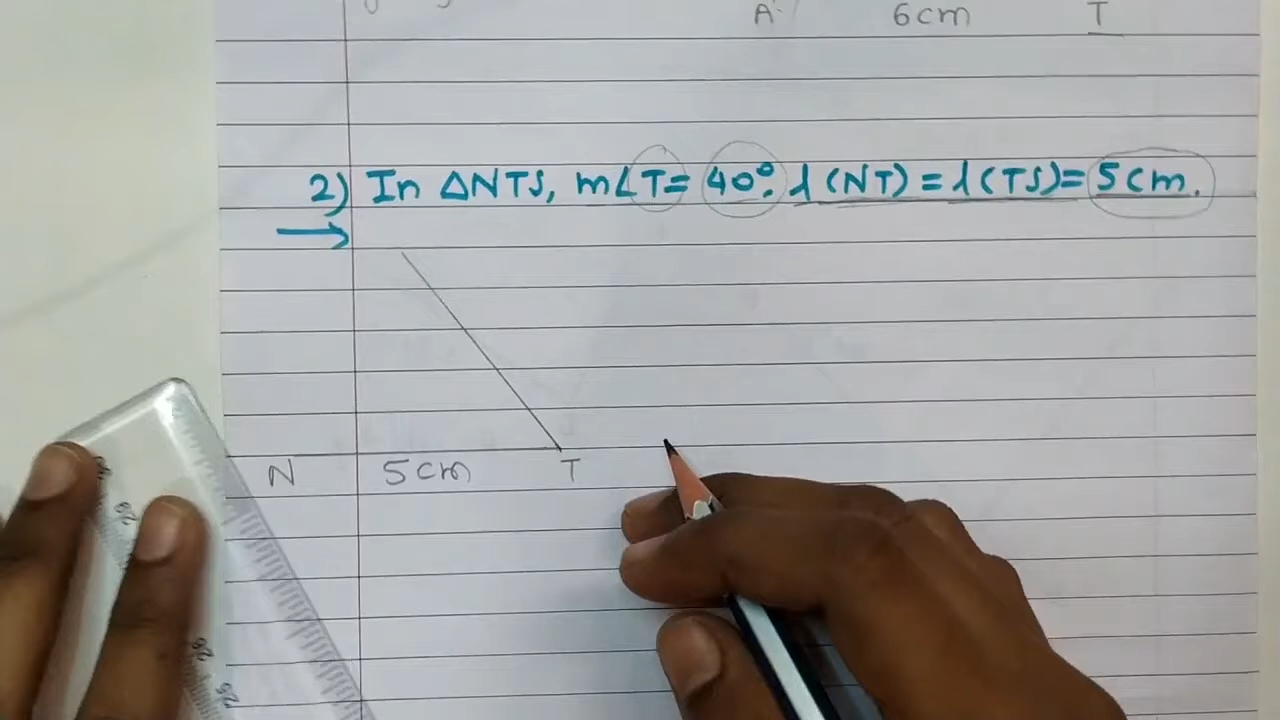 A 6cm T
2) In ΔNTS, m∠T= 40°. l(NT) = l(TS)= 5cm.
N 5cm T